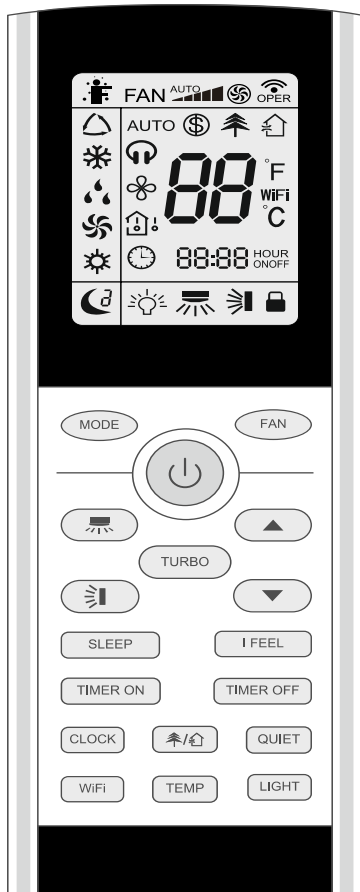 FAN AUTO OPER
AUTO
88 °F
WiFi
°C
88:88 HOUR
ONOFF
MODE FAN
TURBO
SLEEP I FEEL
TIMER ON TIMER OFF
CLOCK / QUIET
WiFi TEMP LIGHT